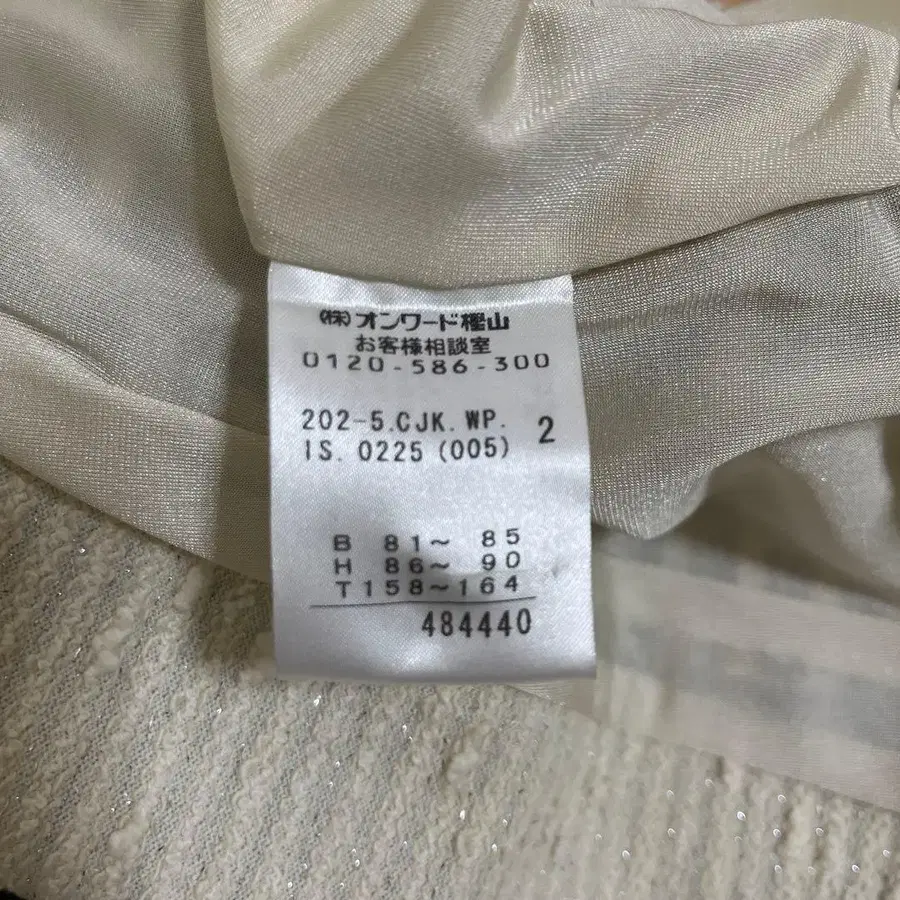 (株)オンワード樫山
お客様相談室
0120-586-300
202-5.CJK.WP. 2
IS.0225(005)
B 81~ 85
H 86~ 90
T158~164
484440